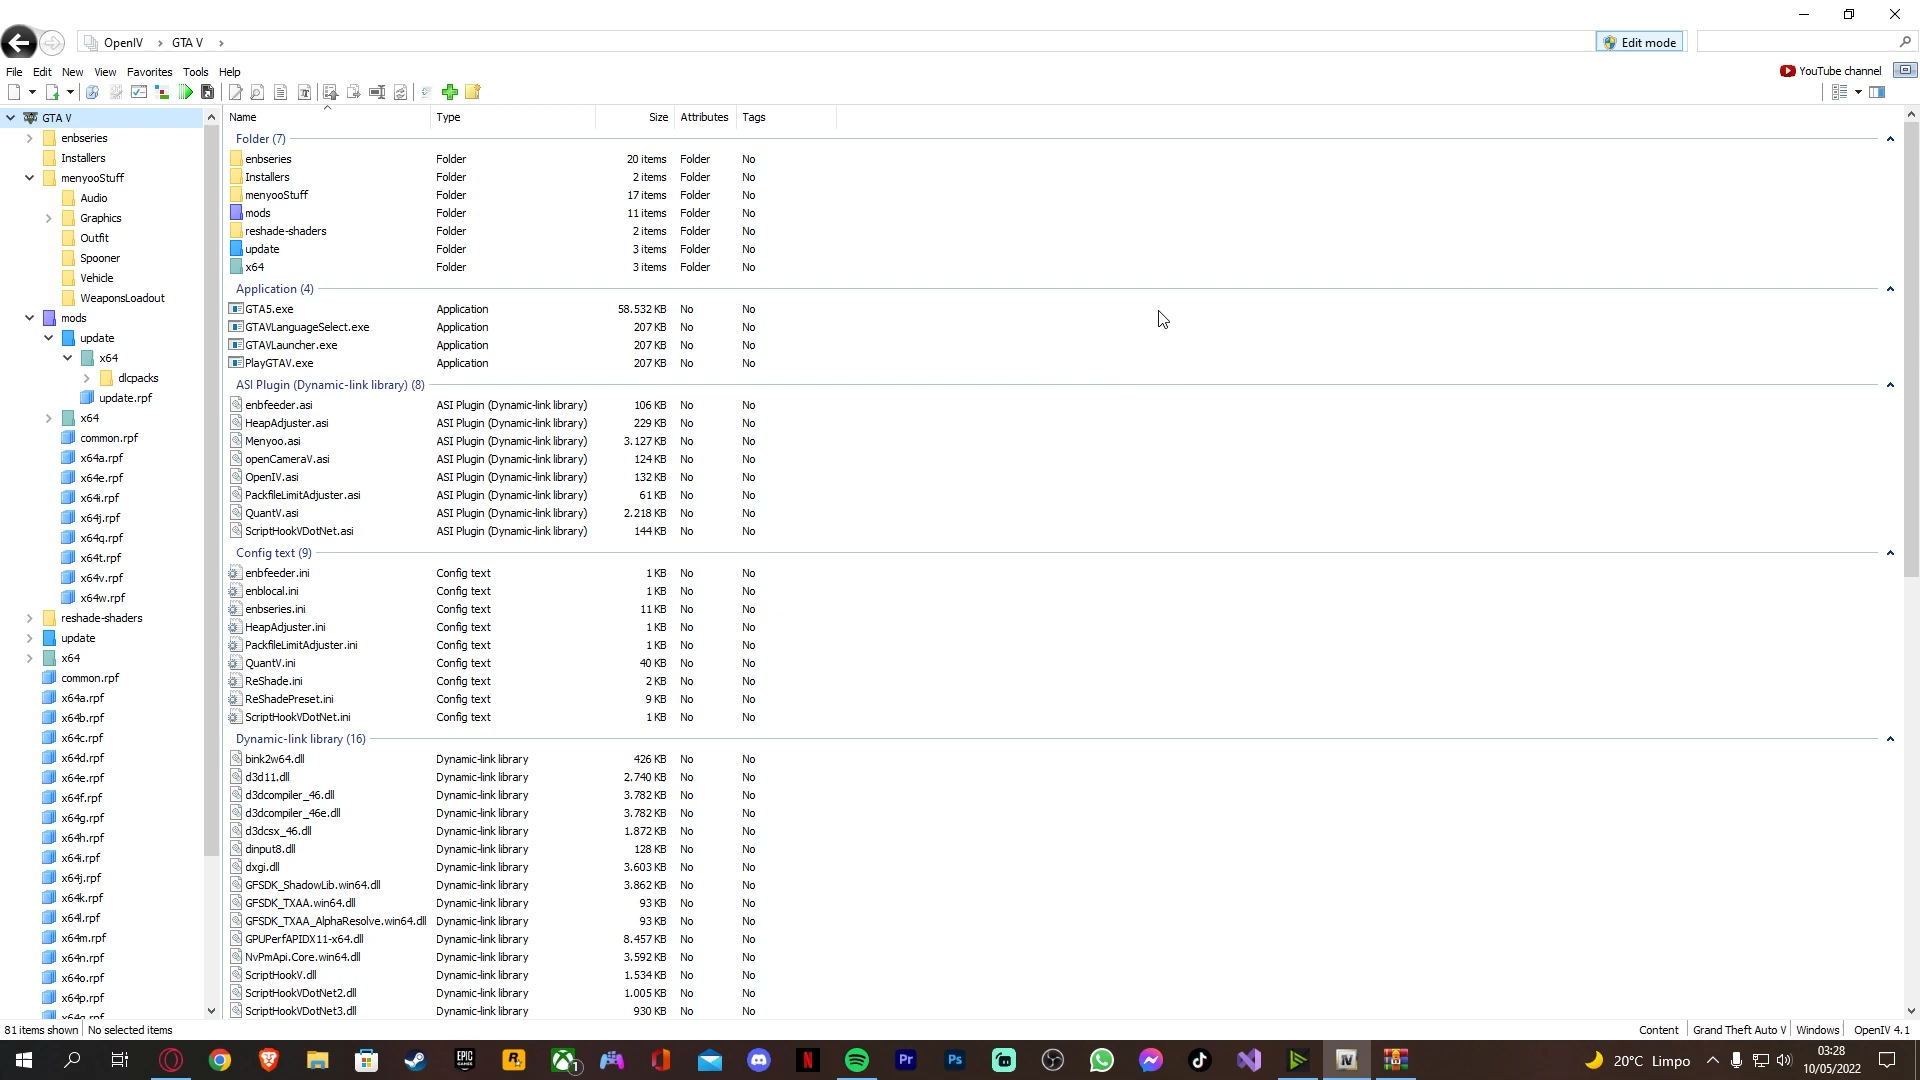 OpenIV > GTA V >
Edit mode
File Edit New View Favorites Tools Help
YouTube channel
GTA V
enbseries
Installers
menyooStuff
Audio
Graphics
Outfit
Spooner
Vehicle
WeaponsLoadout
mods
update
x64
dlcpacks
update.rpf
x64
common.rpf
x64a.rpf
x64e.rpf
x64i.rpf
x64j.rpf
x64q.rpf
x64t.rpf
x64v.rpf
x64w.rpf
reshade-shaders
update
x64
common.rpf
x64a.rpf
x64b.rpf
x64c.rpf
x64d.rpf
x64e.rpf
x64f.rpf
x64g.rpf
x64h.rpf
x64i.rpf
x64j.rpf
x64k.rpf
x64l.rpf
x64m.rpf
x64n.rpf
x64o.rpf
x64p.rpf
x64q.rpf
Name Type Size Attributes Tags
Folder (7)
enbseries Folder 20 items Folder No
Installers Folder 2 items Folder No
menyooStuff Folder 17 items Folder No
mods Folder 11 items Folder No
reshade-shaders Folder 2 items Folder No
update Folder 3 items Folder No
x64 Folder 3 items Folder No
Application (4)
GTA5.exe Application 58.532 KB No No
GTAVLanguageSelect.exe Application 207 KB No No
GTAVLauncher.exe Application 207 KB No No
PlayGTAV.exe Application 207 KB No No
ASI Plugin (Dynamic-link library) (8)
enbfeeder.asi ASI Plugin (Dynamic-link library) 106 KB No No
HeapAdjuster.asi ASI Plugin (Dynamic-link library) 229 KB No No
Menyoo.asi ASI Plugin (Dynamic-link library) 3.127 KB No No
openCameraV.asi ASI Plugin (Dynamic-link library) 124 KB No No
OpenIV.asi ASI Plugin (Dynamic-link library) 132 KB No No
PackfileLimitAdjuster.asi ASI Plugin (Dynamic-link library) 61 KB No No
QuantV.asi ASI Plugin (Dynamic-link library) 2.218 KB No No
ScriptHookVDotNet.asi ASI Plugin (Dynamic-link library) 144 KB No No
Config text (9)
enbfeeder.ini Config text 1 KB No No
enblocal.ini Config text 1 KB No No
enbseries.ini Config text 11 KB No No
HeapAdjuster.ini Config text 1 KB No No
PackfileLimitAdjuster.ini Config text 1 KB No No
QuantV.ini Config text 40 KB No No
ReShade.ini Config text 2 KB No No
ReShadePreset.ini Config text 9 KB No No
ScriptHookVDotNet.ini Config text 1 KB No No
Dynamic-link library (16)
bink2w64.dll Dynamic-link library 426 KB No No
d3d11.dll Dynamic-link library 2.740 KB No No
d3dcompiler_46.dll Dynamic-link library 3.782 KB No No
d3dcompiler_46e.dll Dynamic-link library 3.782 KB No No
d3dcsx_46.dll Dynamic-link library 1.872 KB No No
dinput8.dll Dynamic-link library 128 KB No No
dxgi.dll Dynamic-link library 3.603 KB No No
GFSDK_ShadowLib.win64.dll Dynamic-link library 3.862 KB No No
GFSDK_TXAA.win64.dll Dynamic-link library 93 KB No No
GFSDK_TXAA_AlphaResolve.win64.dll Dynamic-link library 93 KB No No
GPUPerfAPIDX11-x64.dll Dynamic-link library 8.457 KB No No
NvPmApi.Core.win64.dll Dynamic-link library 3.592 KB No No
ScriptHookV.dll Dynamic-link library 1.534 KB No No
ScriptHookVDotNet2.dll Dynamic-link library 1.005 KB No No
ScriptHookVDotNet3.dll Dynamic-link library 930 KB No No
81 items shown No selected items
Content Grand Theft Auto V Windows OpenIV 4.1
EPIC GAMES
R
1
N
Pr
Ps
IV
20°C Limpo
03:28
10/05/2022